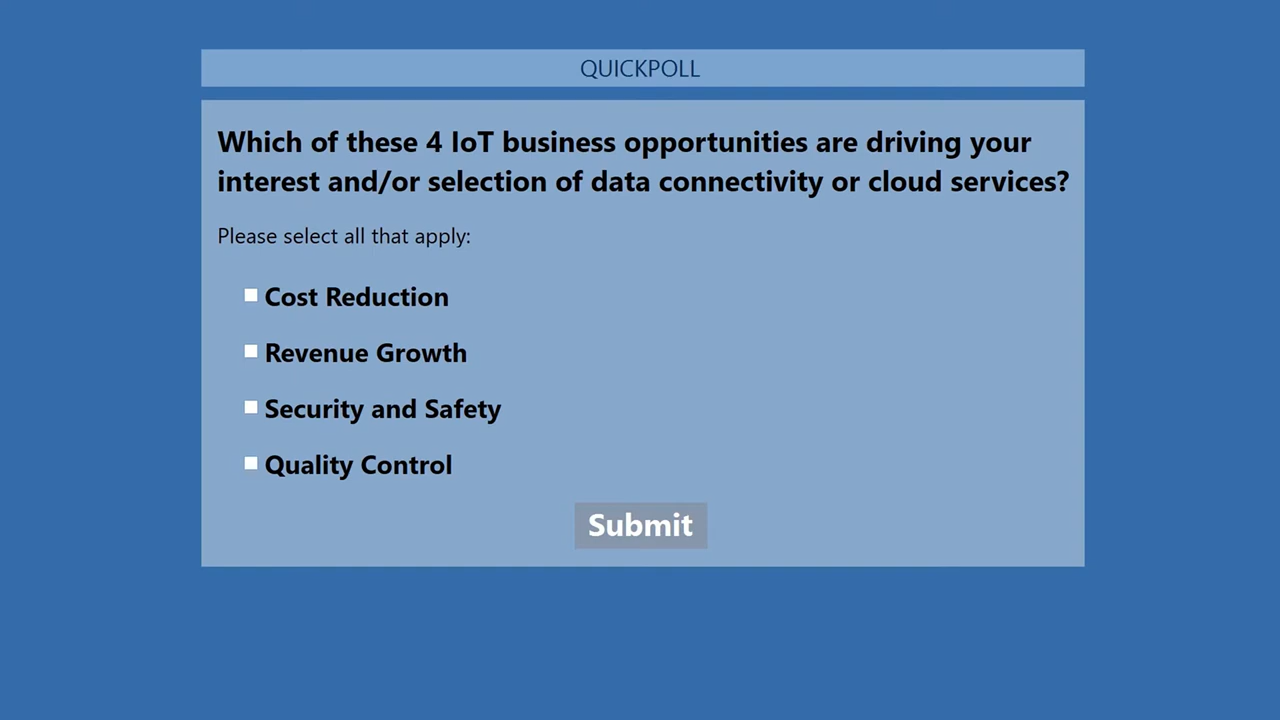 QUICKPOLL
Which of these 4 IoT business opportunities are driving your
interest and/or selection of data connectivity or cloud services?
Please select all that apply:
Cost Reduction
Revenue Growth
Security and Safety
Quality Control
Submit